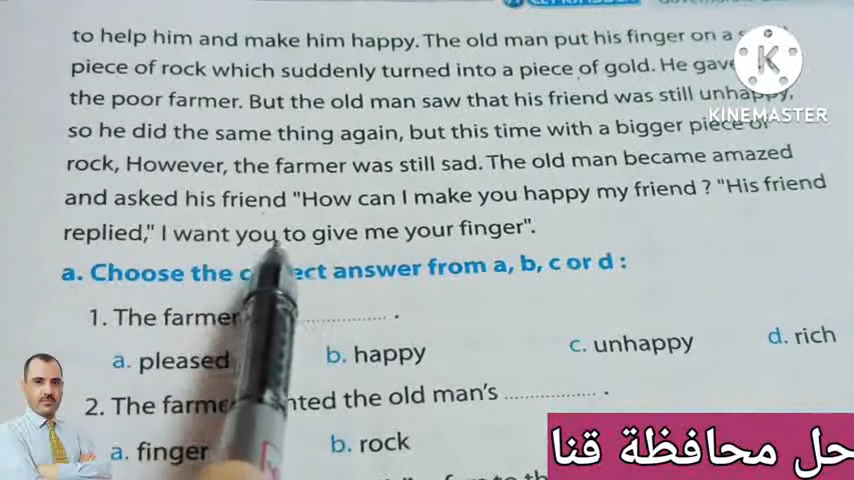 to help him and make him happy. The old man put his finger on a
piece of rock which suddenly turned into a piece of gold. He gave
the poor farmer. But the old man saw that his friend was still unhappy,
so he did the same thing again, but this time with a bigger piece of
rock, However, the farmer was still sad. The old man became amazed
and asked his friend "How can I make you happy my friend ? "His friend
replied," I want you to give me your finger".
a. Choose the answer from a, b, c or d :
1. The farmer .................... .
a. pleased b. happy c. unhappy d. rich
2. The the old man's .................... .
a. finger b. rock
K
KINEMASTER
حل محافظة قنا